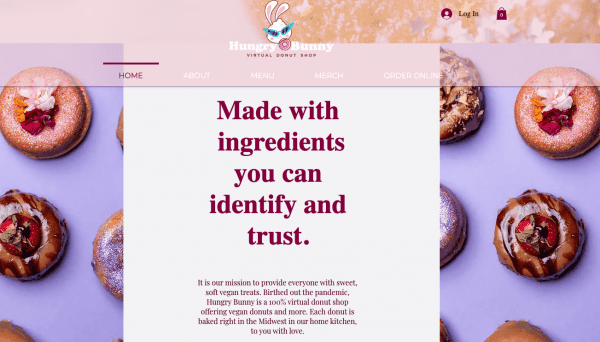 Log In
0
Hungry Bunny
VIRTUAL DONUT SHOP
HOME ABOUT MENU MERCH ORDER ONLINE
Made with
ingredients
you can
identify and
trust.
It is our mission to provide everyone with sweet,
soft vegan treats. Birthed out the pandemic,
Hungry Bunny is a 100% virtual donut shop
offering vegan donuts and more. Each donut is
baked right in the Midwest in our home kitchen,
to you with love.